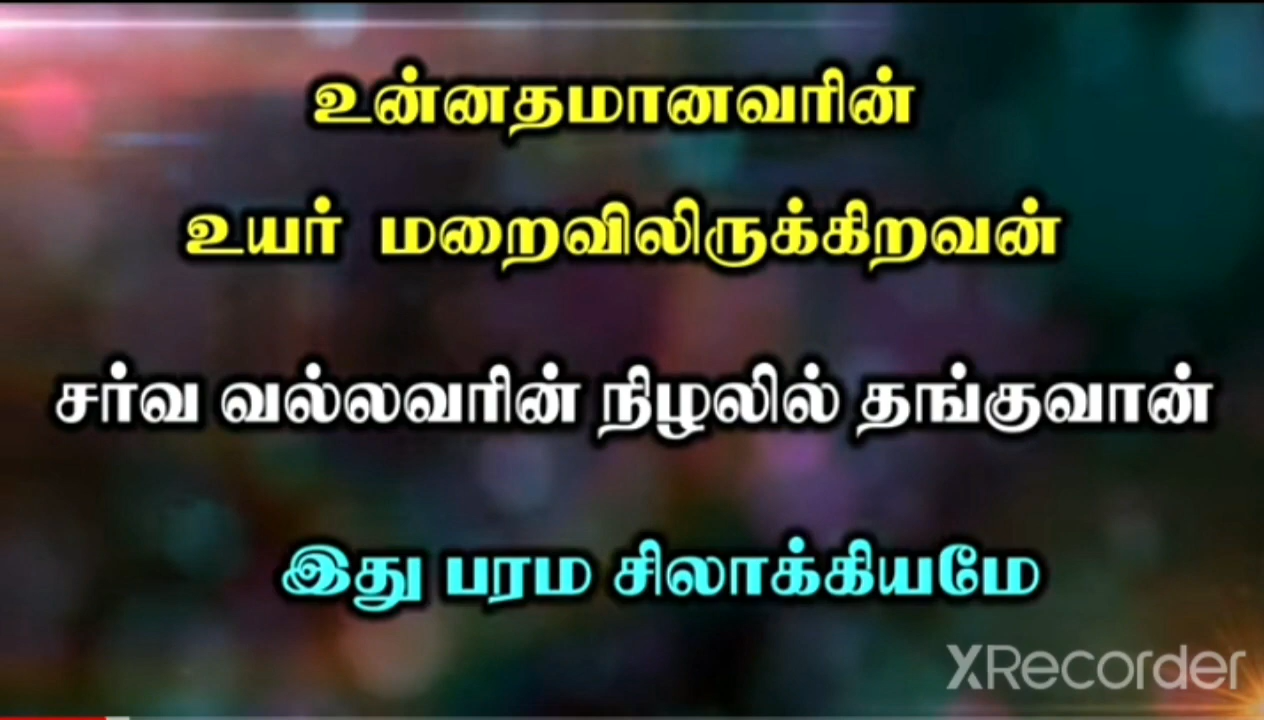 உன்னதமானவரின்
உயர் மறைவிலிருக்கிறவன்
சர்வ வல்லவரின் நிழலில் தங்குவான்
இது பரம சிலாக்கியமே
XRecorder